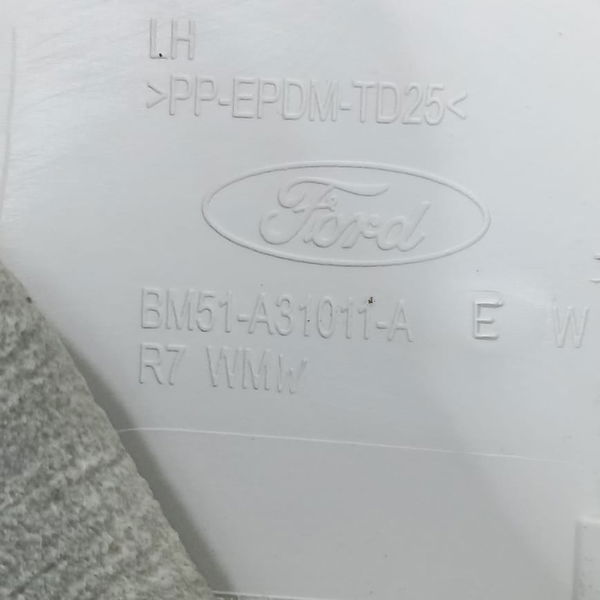 LH
>PP-EPDM-TD25<
Ford
BM51-A31011-A E W
R7 WMW